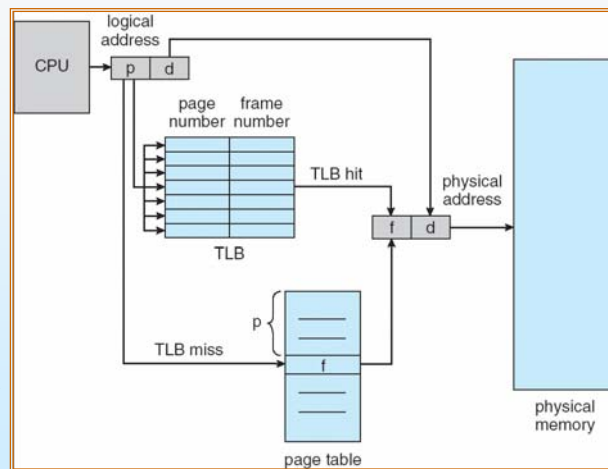 logical
address
CPU
p
d
page
number
frame
number
TLB hit
physical
address
f
d
TLB
p
TLB miss
f
page table
physical
memory